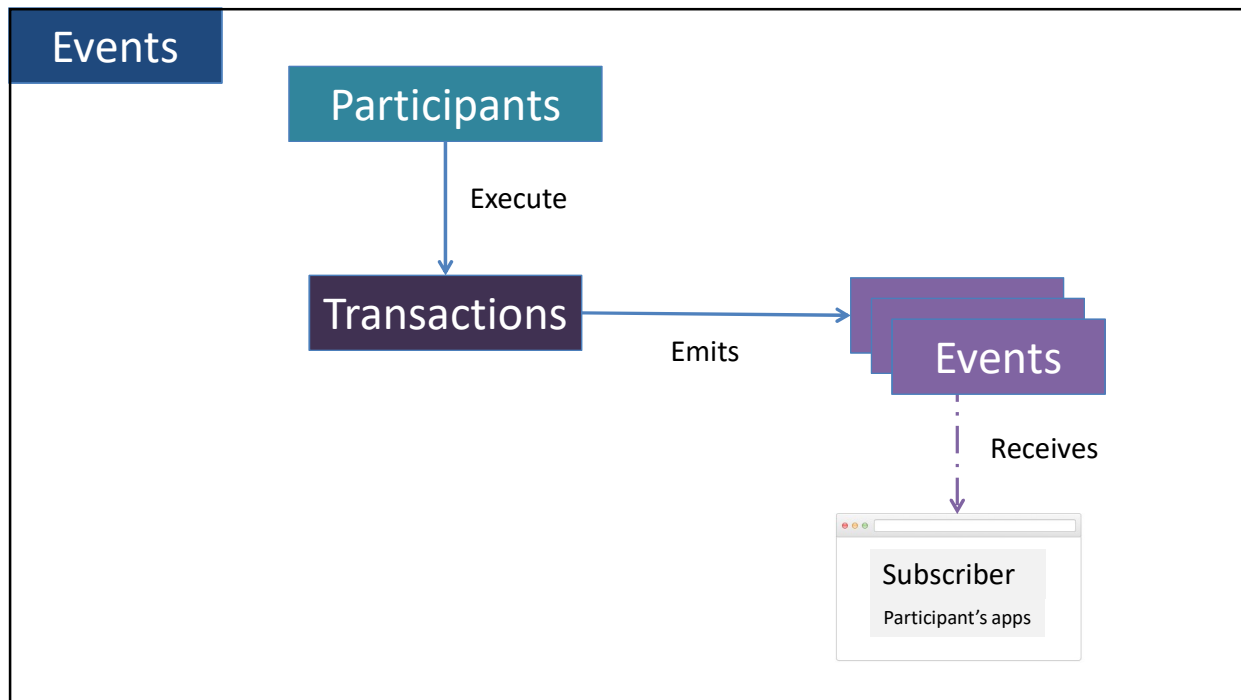 Events
Participants
Execute
Transactions
Emits
Events
Receives
Subscriber
Participant’s apps